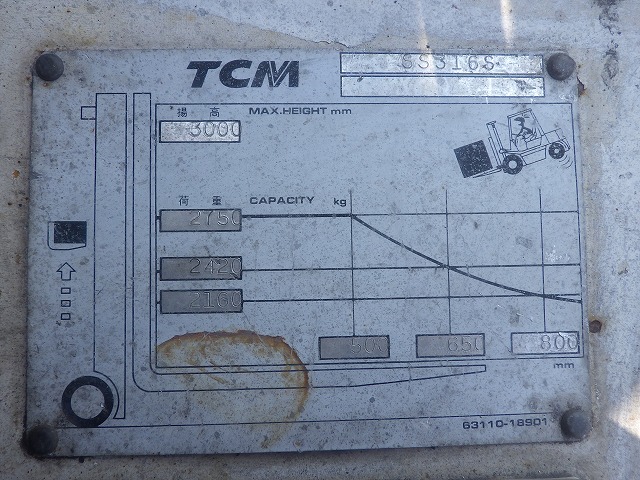 TCM
SS316S
*揚高 MAX.HEIGHT mm
3000
荷重 CAPACITY kg
2750
2420
2160
500 650 800
mm
63110-18901